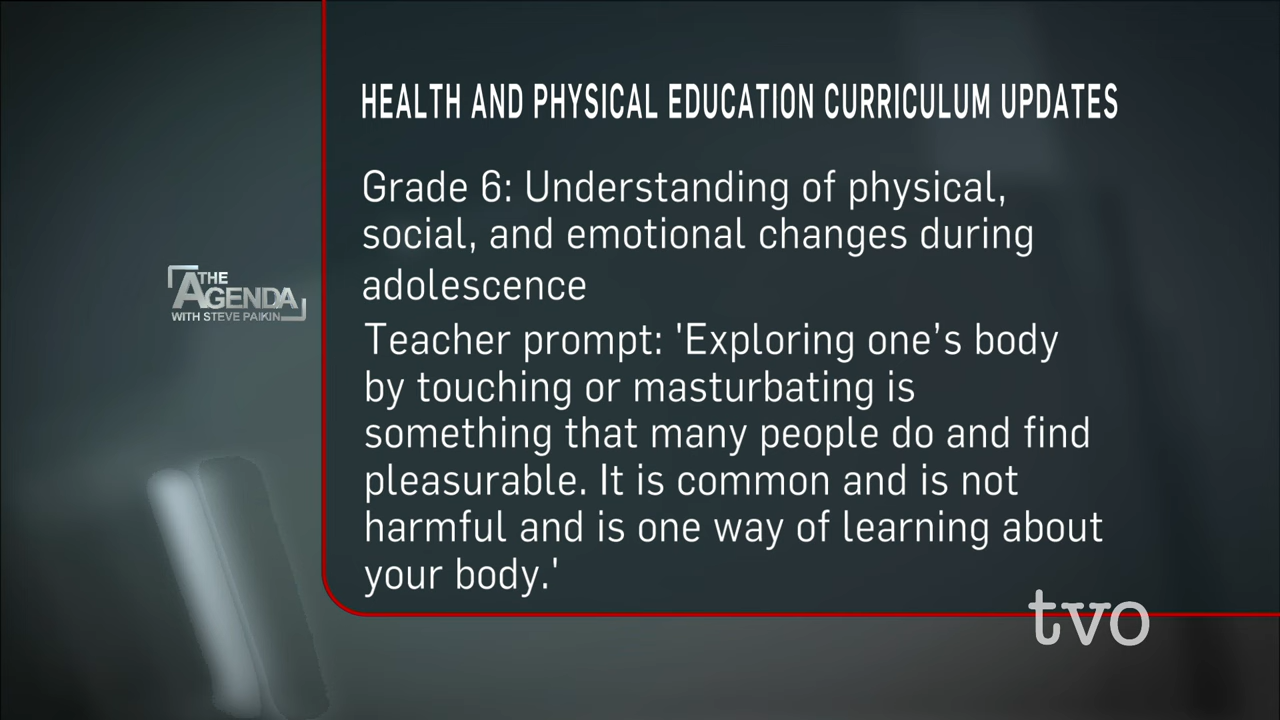 HEALTH AND PHYSICAL EDUCATION CURRICULUM UPDATES
Grade 6: Understanding of physical,
social, and emotional changes during
adolescence
THE
AGENDA
WITH STEVE PAIKIN
Teacher prompt: 'Exploring one's body
by touching or masturbating is
something that many people do and find
pleasurable. It is common and is not
harmful and is one way of learning about
your body.'
tvo